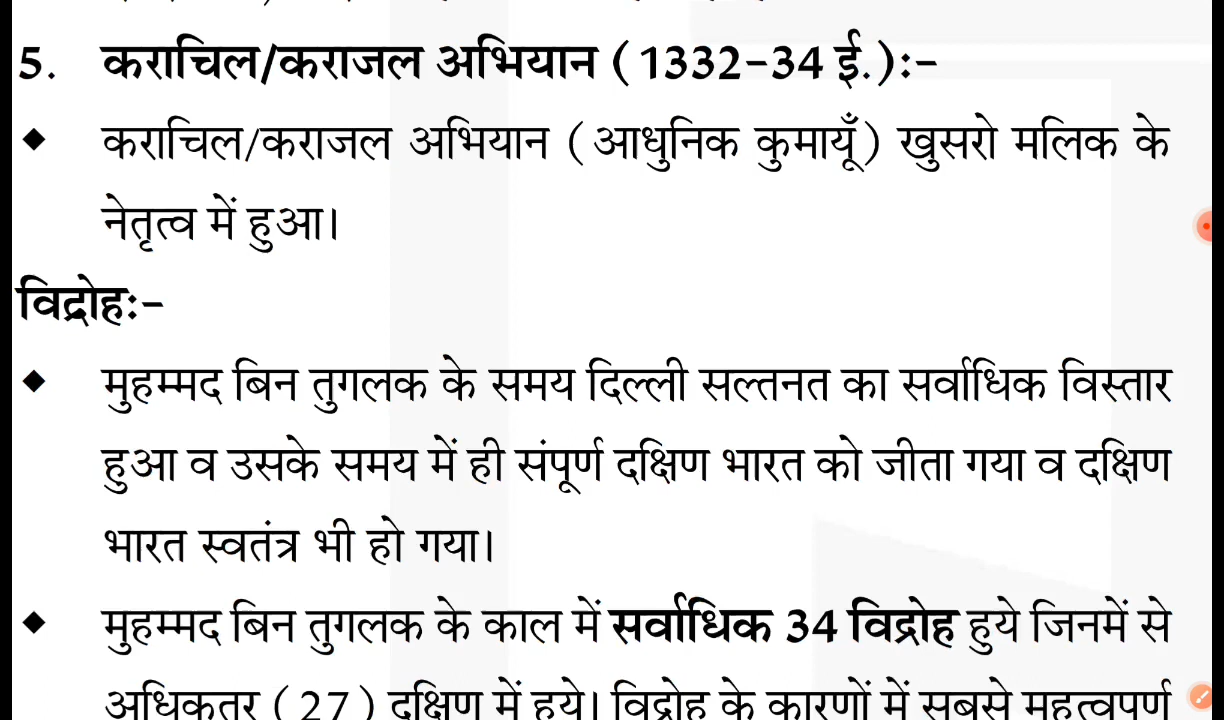 5. कराचिल/कराजल अभियान (1332-34 ई.):-
◆ कराचिल/कराजल अभियान (आधुनिक कुमायूँ) खुसरो मलिक के
नेतृत्व में हुआ।
विद्रोह:-
◆ मुहम्मद बिन तुगलक के समय दिल्ली सल्तनत का सर्वाधिक विस्तार
हुआ व उसके समय में ही संपूर्ण दक्षिण भारत को जीता गया व दक्षिण
भारत स्वतंत्र भी हो गया।
◆ मुहम्मद बिन तुगलक के काल में सर्वाधिक 34 विद्रोह हुये जिनमें से
अधिकतर (27) दक्षिण में हुये। विद्रोह के कारणों में सबसे महत्वपूर्ण